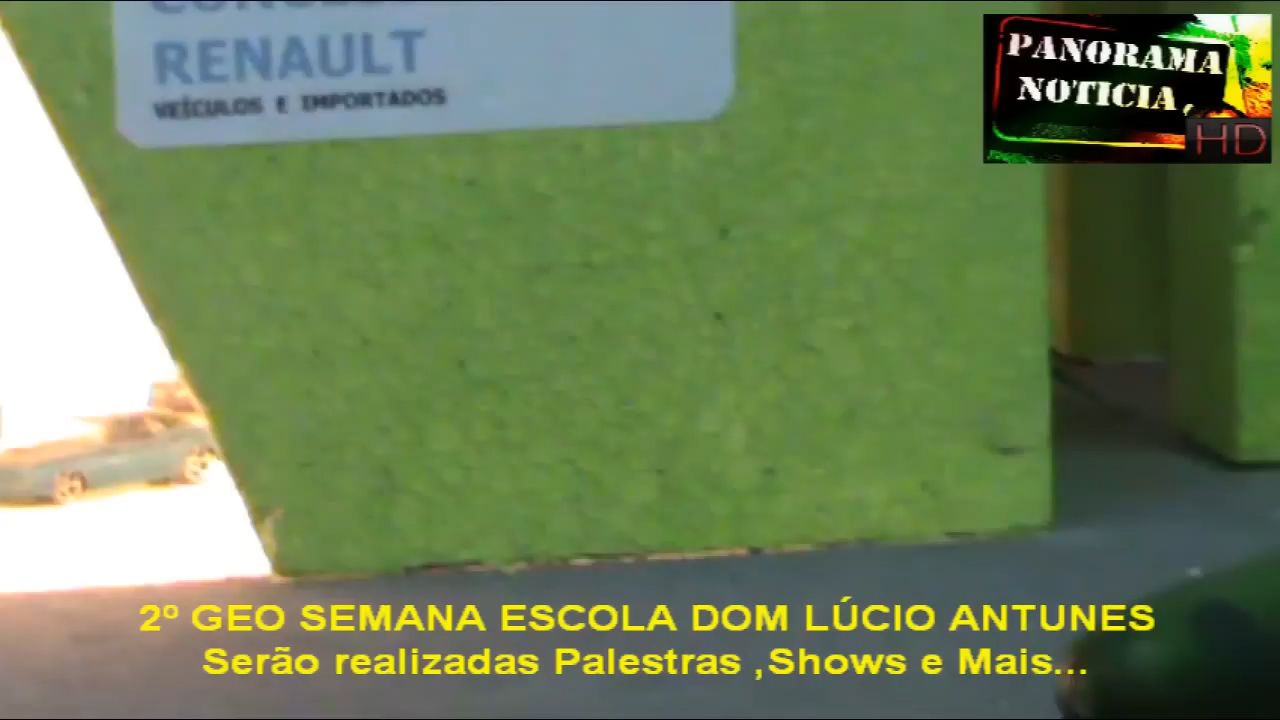 RENAULT
VEÍCULOS E IMPORTADOS
PANORAMA
NOTICIA
HD
2º GEO SEMANA ESCOLA DOM LÚCIO ANTUNES
Serão realizadas Palestras ,Shows e Mais...